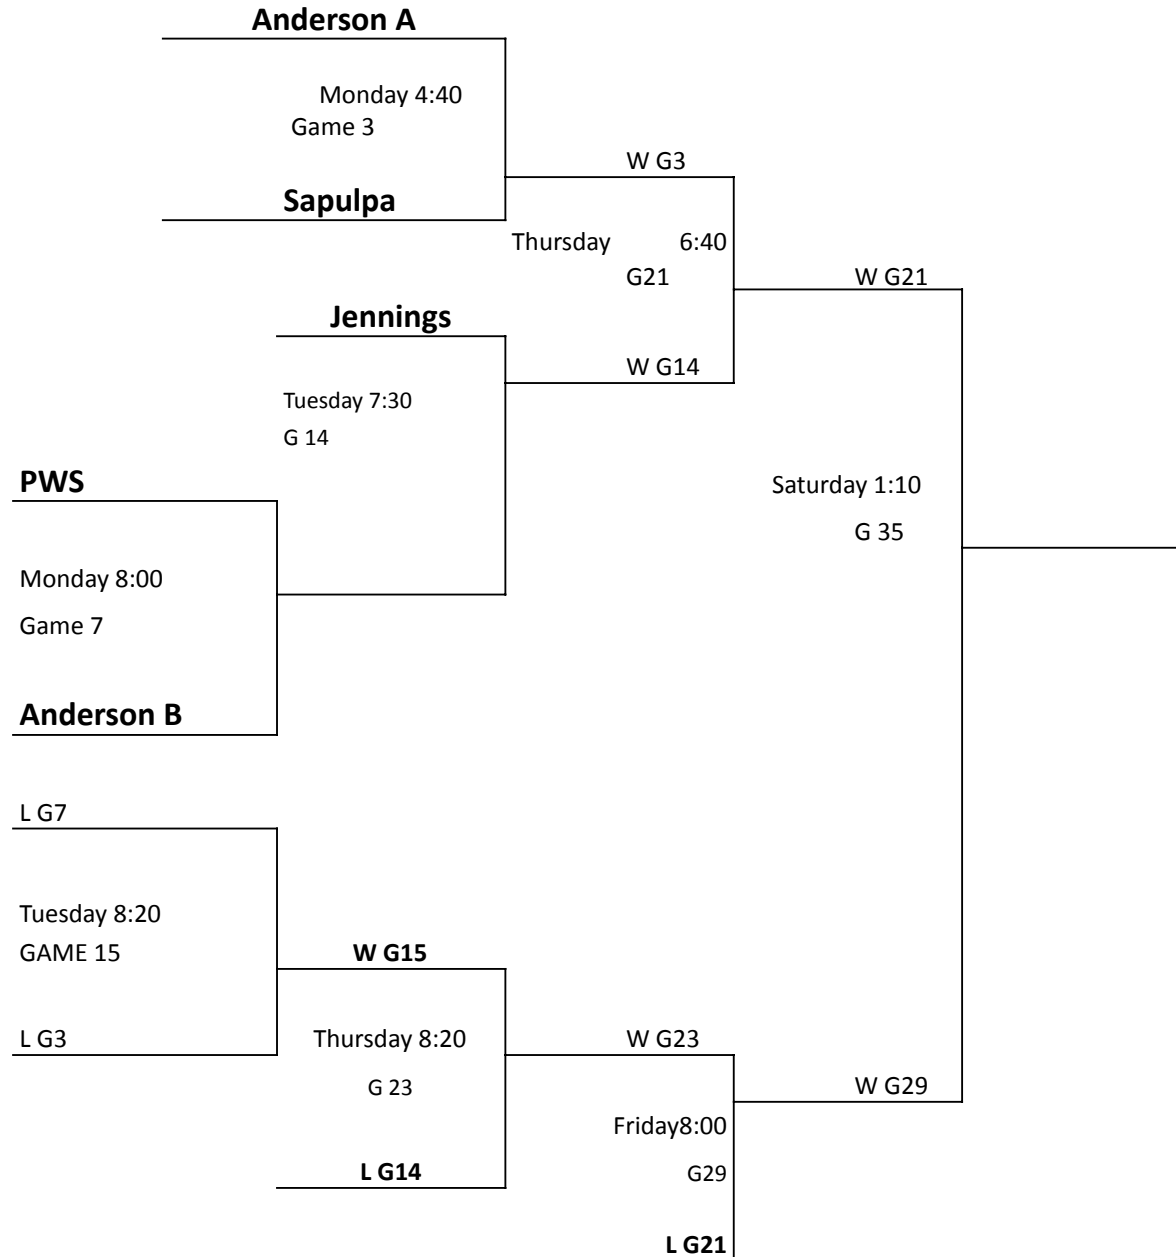 Anderson A
Monday 4:40
Game 3
W G3
Sapulpa
Thursday 6:40
G21
W G21
Jennings
W G14
Tuesday 7:30
G 14
PWS
Saturday 1:10
G 35
Monday 8:00
Game 7
Anderson B
L G7
Tuesday 8:20
GAME 15
W G15
L G3
Thursday 8:20
W G23
G 23
W G29
Friday8:00
L G14
G29
L G21